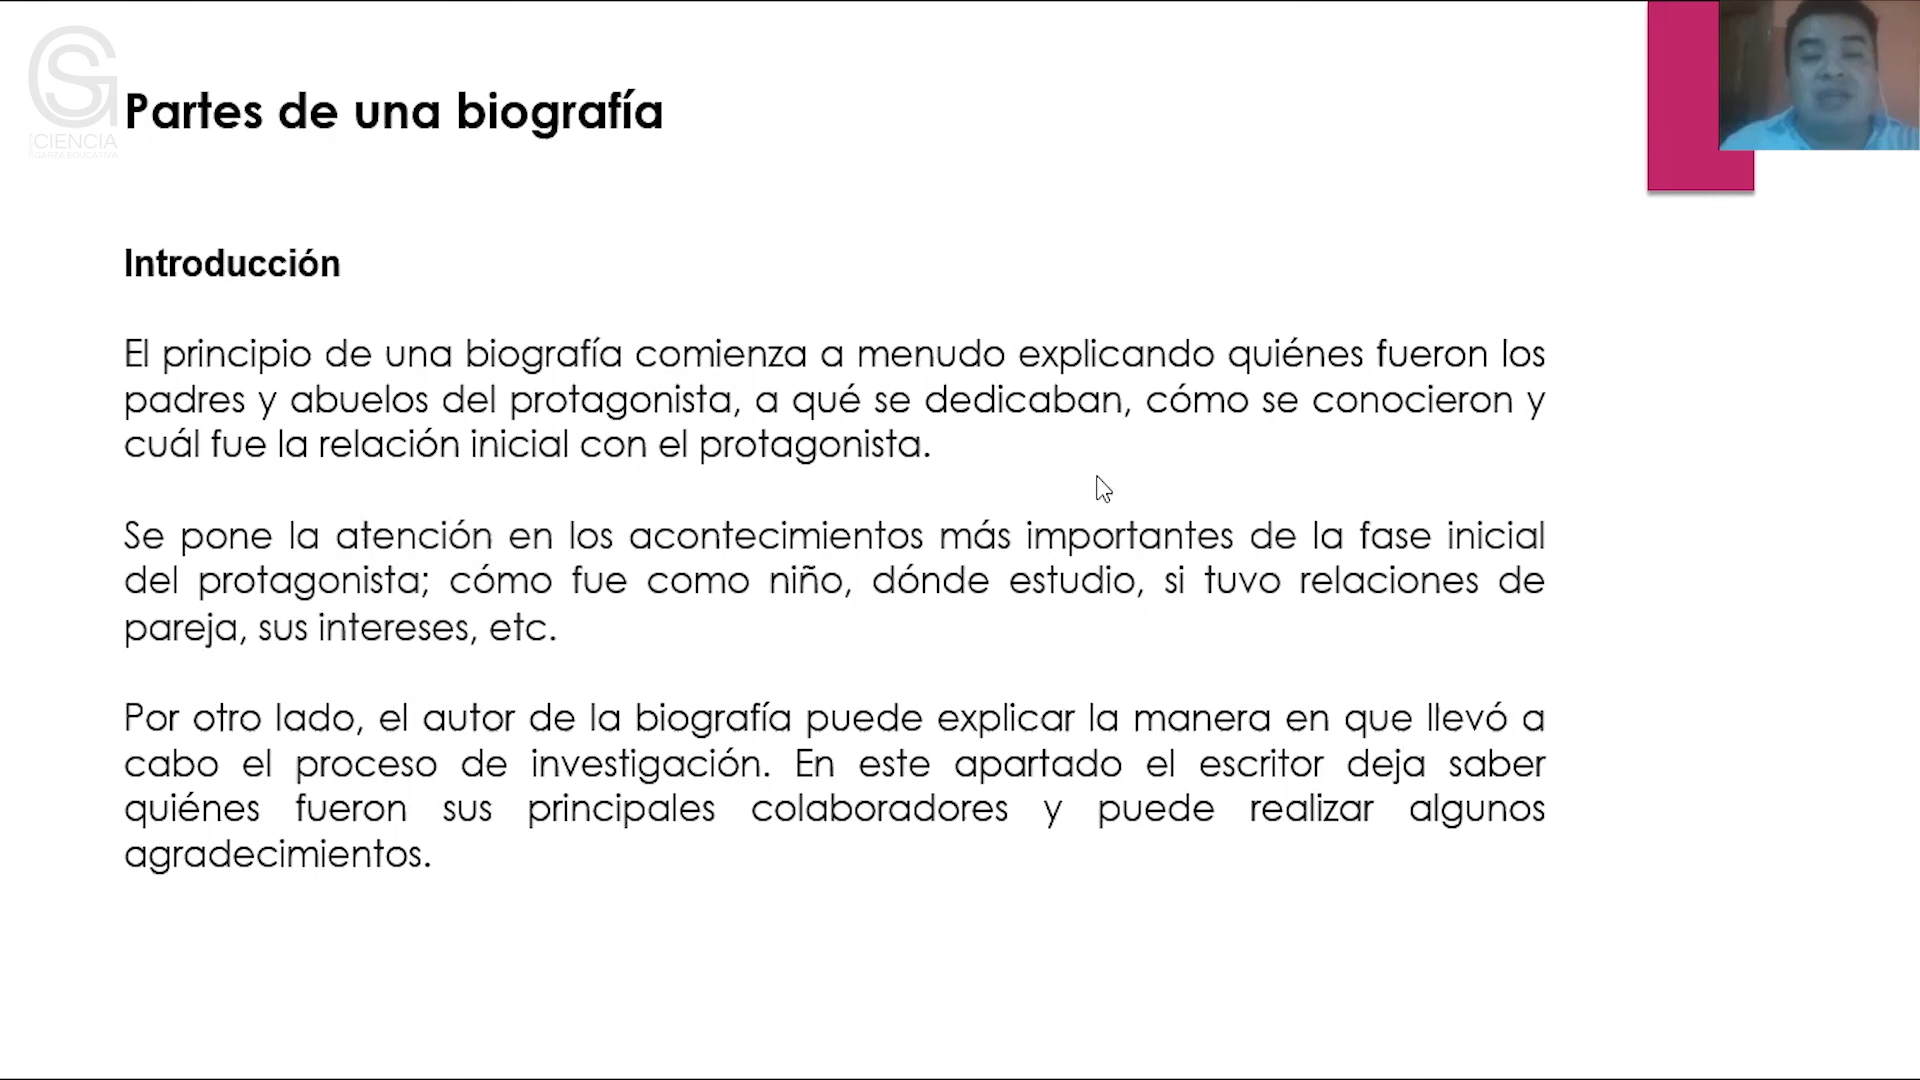 SG
CIENCIA
GARZA EDUCATIVA
Partes de una biografía
Introducción
El principio de una biografía comienza a menudo explicando quiénes fueron los
padres y abuelos del protagonista, a qué se dedicaban, cómo se conocieron y
cuál fue la relación inicial con el protagonista.
Se pone la atención en los acontecimientos más importantes de la fase inicial
del protagonista; cómo fue como niño, dónde estudio, si tuvo relaciones de
pareja, sus intereses, etc.
Por otro lado, el autor de la biografía puede explicar la manera en que llevó a
cabo el proceso de investigación. En este apartado el escritor deja saber
quiénes fueron sus principales colaboradores y puede realizar algunos
agradecimientos.